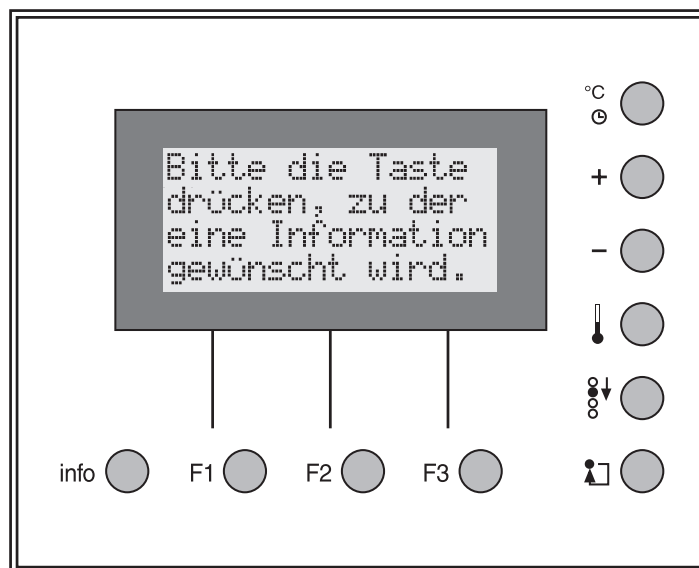 Bitte die Taste
drücken, zu der
eine Information
gewünscht wird.
°C
+
−
info
F1
F2
F3